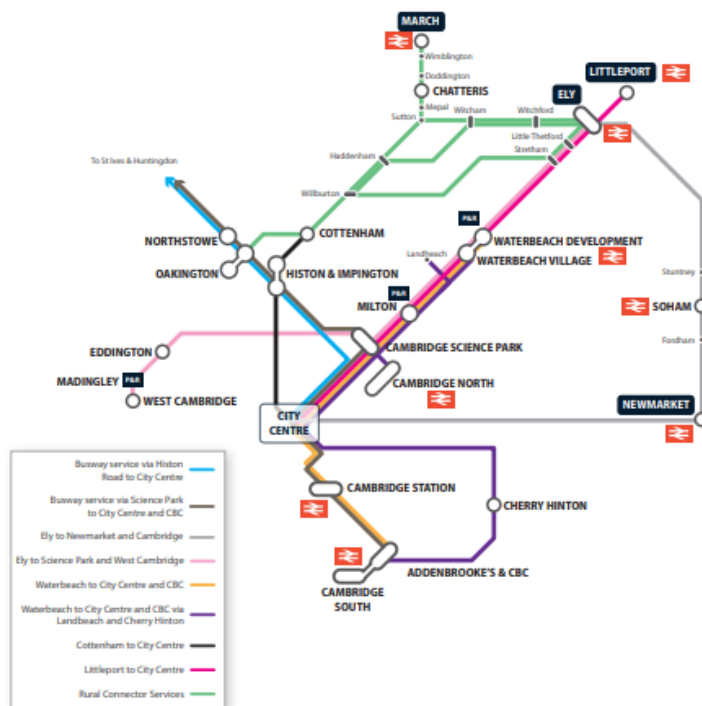 MARCH
Wimblington
Doddington
CHATTERIS
Mepal
Sutton
Witcham
Witchford
ELY
LITTLEPORT
Little Thetford
Stretham
Haddenham
Wilburton
To St Ives & Huntingdon
COTTENHAM
NORTHSTOWE
OAKINGTON
HISTON & IMPINGTON
P&R
WATERBEACH DEVELOPMENT
WATERBEACH VILLAGE
Landbeach
P&R
MILTON
Stuntney
SOHAM
Fordham
NEWMARKET
EDDINGTON
MADINGLEY P&R
WEST CAMBRIDGE
CAMBRIDGE SCIENCE PARK
CAMBRIDGE NORTH
CITY
CENTRE
CAMBRIDGE STATION
CHERRY HINTON
ADDENBROOKE'S & CBC
CAMBRIDGE
SOUTH
Busway service via Histon
Road to City Centre
Busway service via Science Park
to City Centre and CBC
Ely to Newmarket and Cambridge
Ely to Science Park and West Cambridge
Waterbeach to City Centre and CBC
Waterbeach to City Centre and CBC via
Landbeach and Cherry Hinton
Cottenham to City Centre
Littleport to City Centre
Rural Connector Services